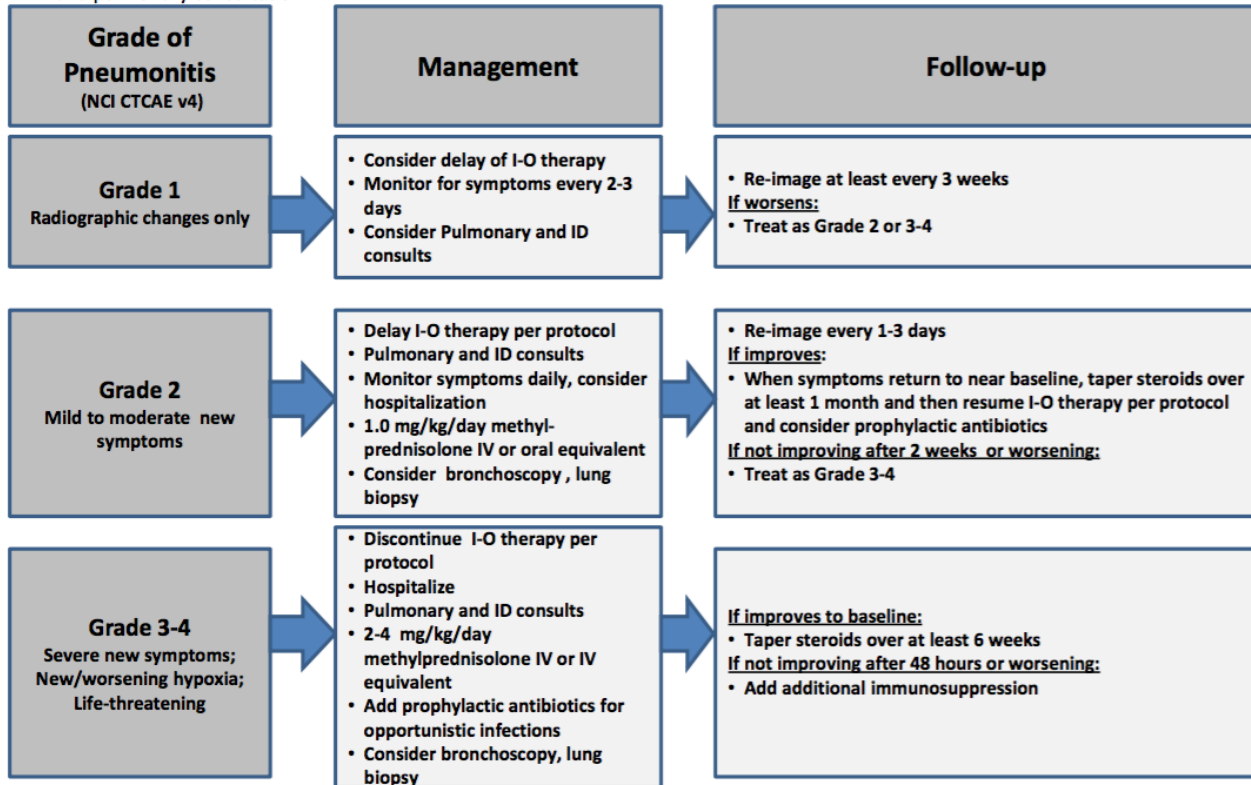 Grade of
Pneumonitis
(NCI CTCAE v4)
Management
Follow-up
Grade 1
Radiographic changes only
• Consider delay of I-O therapy
• Monitor for symptoms every 2-3
days
• Consider Pulmonary and ID
consults
• Re-image at least every 3 weeks
If worsens:
• Treat as Grade 2 or 3-4
Grade 2
Mild to moderate new
symptoms
• Delay I-O therapy per protocol
• Pulmonary and ID consults
• Monitor symptoms daily, consider
hospitalization
• 1.0 mg/kg/day methyl-
prednisolone IV or oral equivalent
• Consider bronchoscopy , lung
biopsy
• Re-image every 1-3 days
If improves:
• When symptoms return to near baseline, taper steroids over
at least 1 month and then resume I-O therapy per protocol
and consider prophylactic antibiotics
If not improving after 2 weeks or worsening:
• Treat as Grade 3-4
Grade 3-4
Severe new symptoms;
New/worsening hypoxia;
Life-threatening
• Discontinue I-O therapy per
protocol
• Hospitalize
• Pulmonary and ID consults
• 2-4 mg/kg/day
methylprednisolone IV or IV
equivalent
• Add prophylactic antibiotics for
opportunistic infections
• Consider bronchoscopy, lung
biopsy
If improves to baseline:
• Taper steroids over at least 6 weeks
If not improving after 48 hours or worsening:
• Add additional immunosuppression